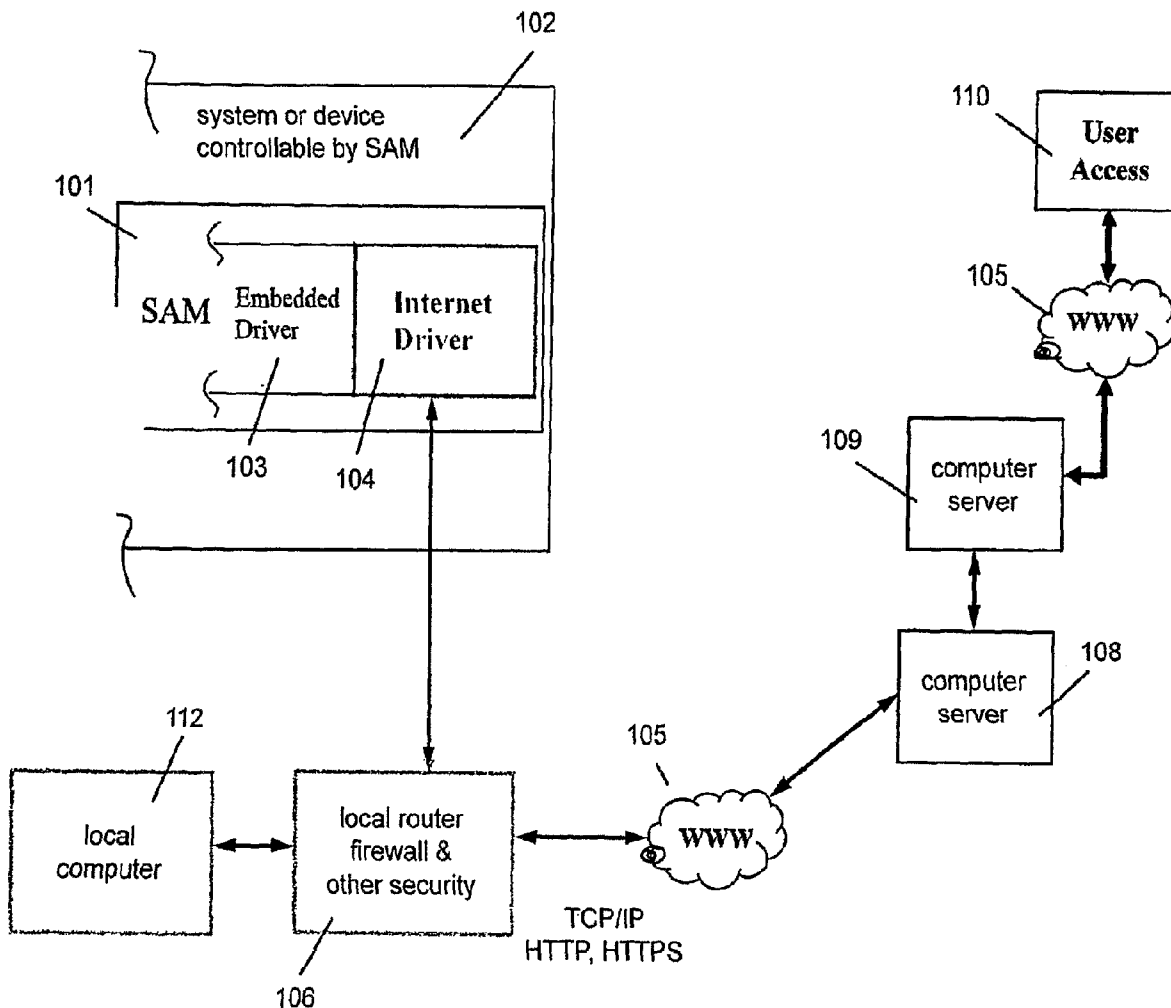 102
system or device
controllable by SAM
110
User
Access
101
SAM
Embedded
Driver
Internet
Driver
105
WWW
103
104
109
computer
server
108
computer
server
112
105
local
computer
local router
firewall &
other security
WWW
TCP/IP
HTTP, HTTPS
106